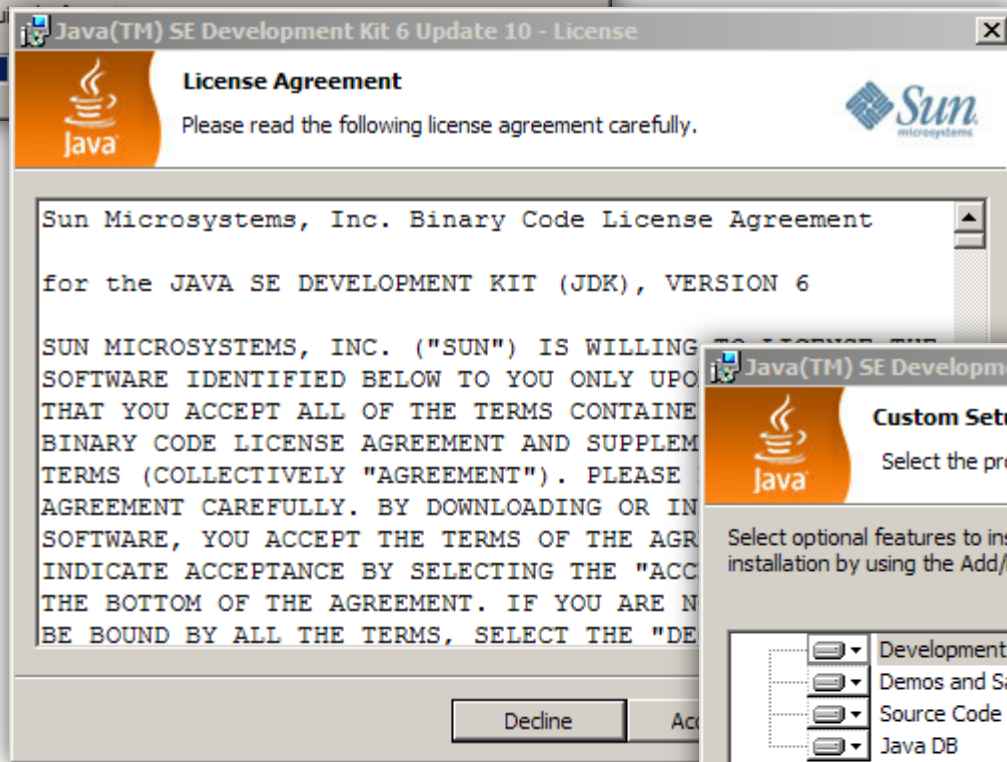 Java(TM) SE Development Kit 6 Update 10 - License
License Agreement
Please read the following license agreement carefully.
Java
Sun
microsystems
Sun Microsystems, Inc. Binary Code License Agreement
for the JAVA SE DEVELOPMENT KIT (JDK), VERSION 6
SUN MICROSYSTEMS, INC. ("SUN") IS WILLING TO LICENSE THE
SOFTWARE IDENTIFIED BELOW TO YOU ONLY UPO
THAT YOU ACCEPT ALL OF THE TERMS CONTAINE
BINARY CODE LICENSE AGREEMENT AND SUPPLEM
TERMS (COLLECTIVELY "AGREEMENT"). PLEASE
AGREEMENT CAREFULLY. BY DOWNLOADING OR IN
SOFTWARE, YOU ACCEPT THE TERMS OF THE AGR
INDICATE ACCEPTANCE BY SELECTING THE "ACC
THE BOTTOM OF THE AGREEMENT. IF YOU ARE N
BE BOUND BY ALL THE TERMS, SELECT THE "DE
Decline
Acc
Java(TM) SE Developm
Custom Setu
Select the pro
Java
Select optional features to ins
installation by using the Add/
Development
Demos and Sa
Source Code
Java DB